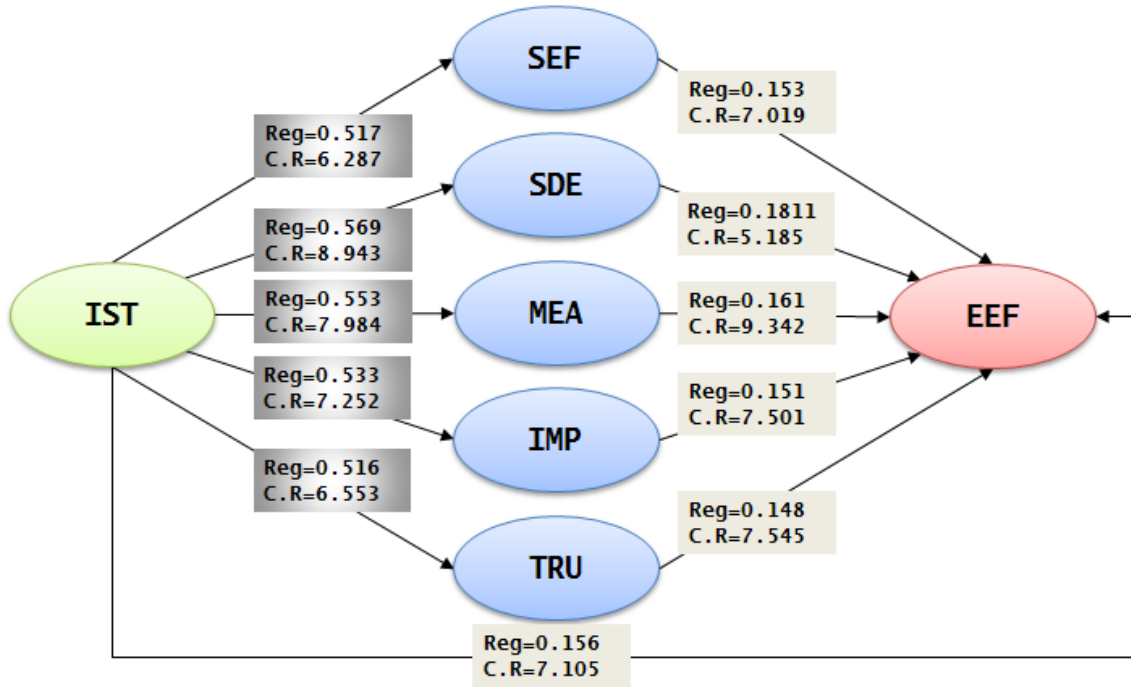 SEF
Reg=0.153
C.R=7.019
Reg=0.517
C.R=6.287
SDE
Reg=0.569
C.R=8.943
Reg=0.1811
C.R=5.185
IST
Reg=0.553
C.R=7.984
MEA
Reg=0.161
C.R=9.342
EEF
Reg=0.533
C.R=7.252
IMP
Reg=0.151
C.R=7.501
Reg=0.516
C.R=6.553
Reg=0.148
C.R=7.545
TRU
Reg=0.156
C.R=7.105